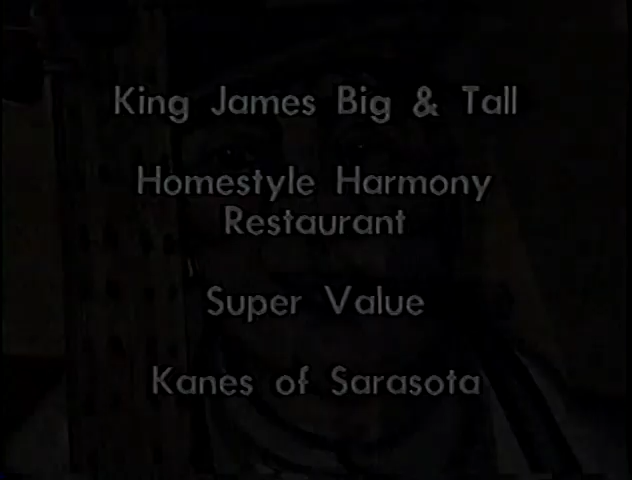 King James Big & Tall
Homestyle Harmony
Restaurant
Super Value
Kanes of Sarasota